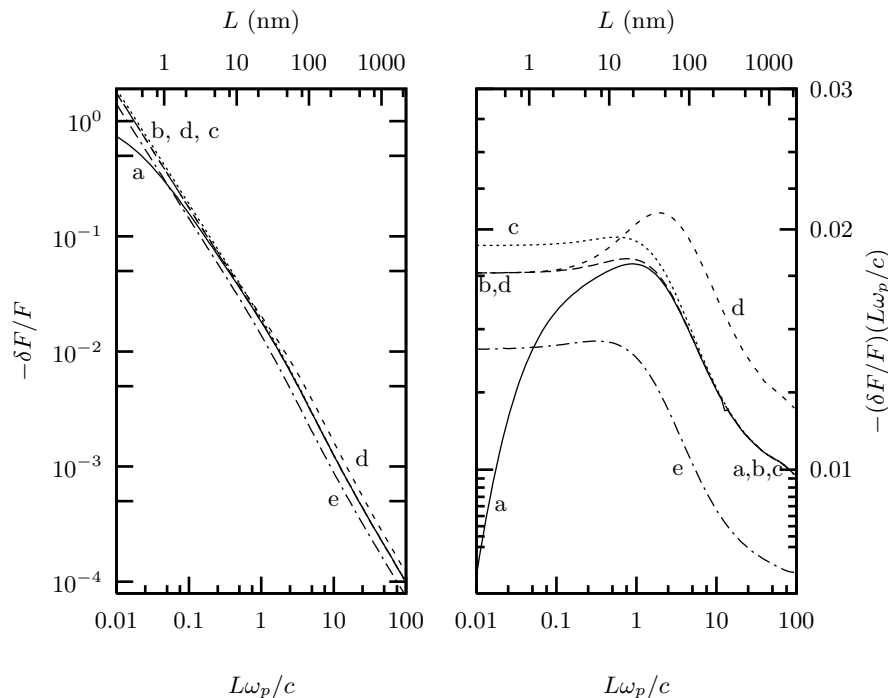 L (nm)
1 10 100 1000
10^0
10^{-1}
10^{-2}
10^{-3}
10^{-4}
−δF/F
b, d, c
a
d
e
0.01 0.1 1 10 100
Lω_p/c
L (nm)
1 10 100 1000
0.03
0.02
0.01
−(δF/F)(Lω_p/c)
c
b,d
d
a,b,c
e
a
0.01 0.1 1 10 100
Lω_p/c